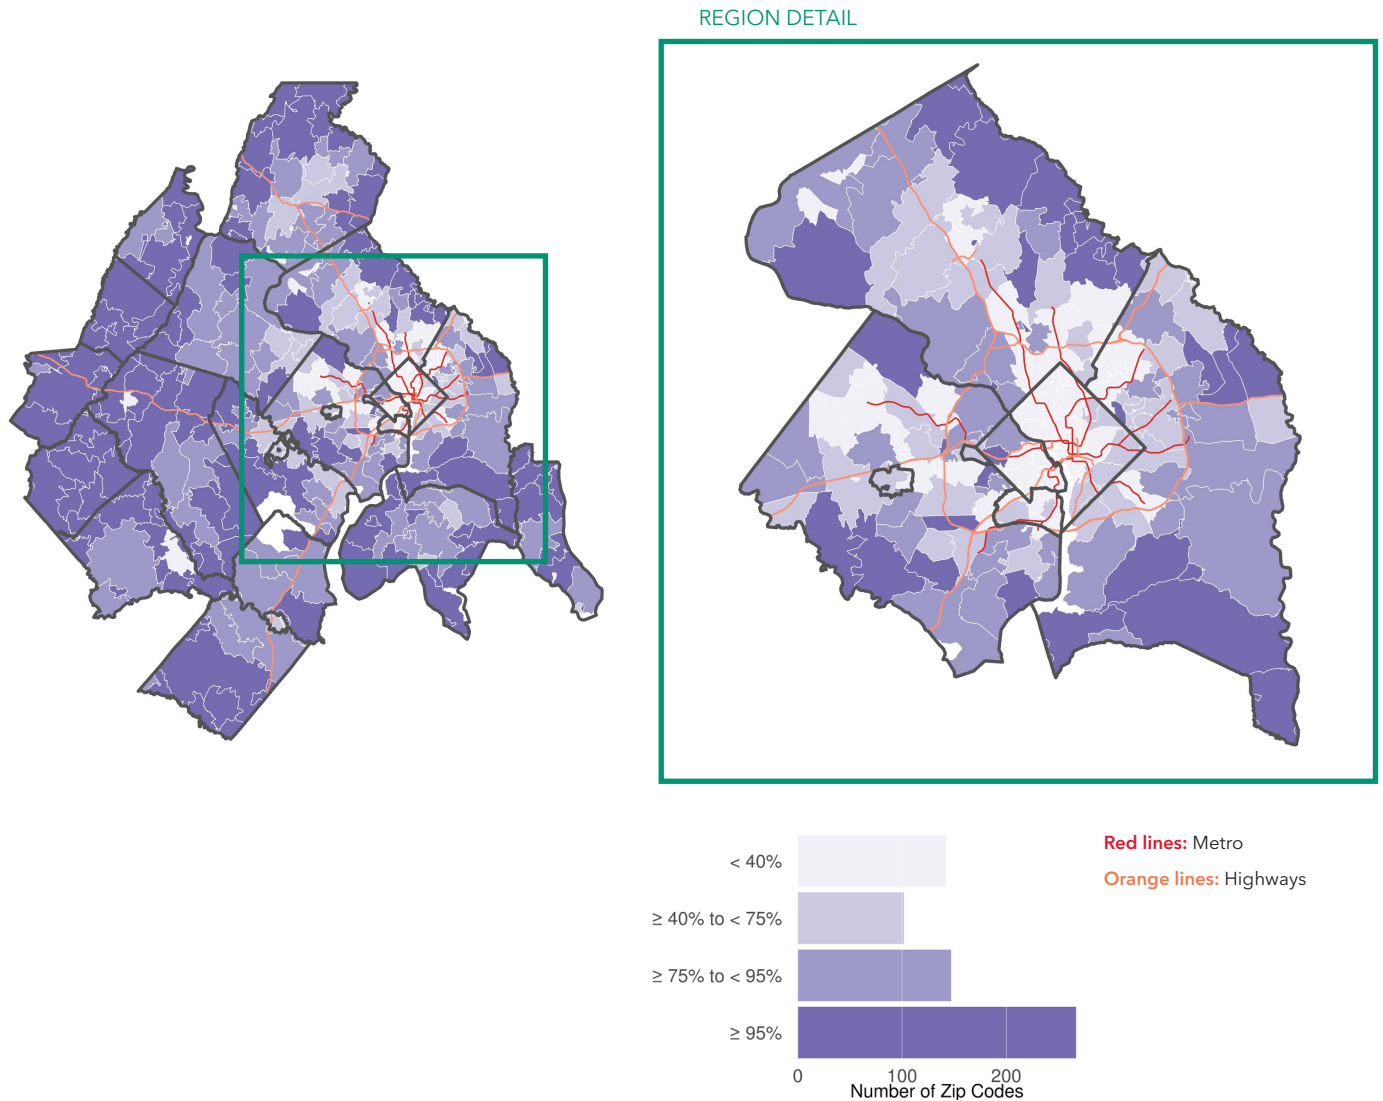 REGION DETAIL
< 40%
≥ 40% to < 75%
≥ 75% to < 95%
≥ 95%
0 100 200
Number of Zip Codes
Red lines: Metro
Orange lines: Highways